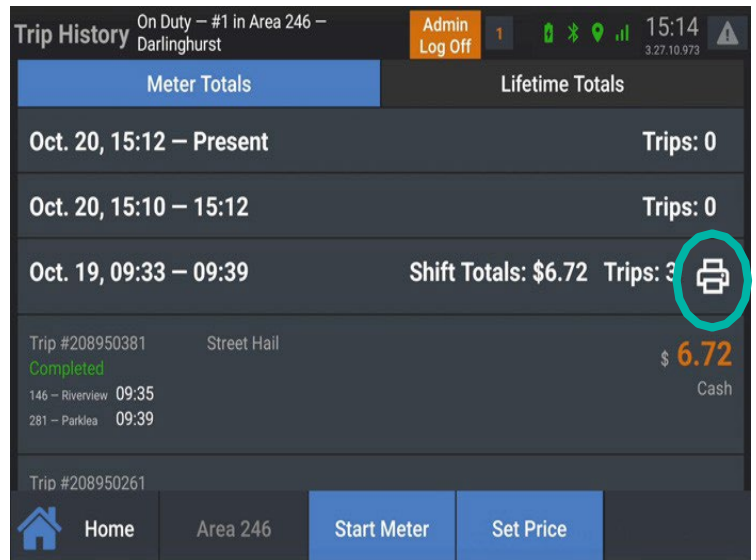 Trip History
On Duty – #1 in Area 246 –
Darlinghurst
Admin
Log Off
1
15:14
3.27.10.973
Meter Totals
Lifetime Totals
Oct. 20, 15:12 – Present
Trips: 0
Oct. 20, 15:10 – 15:12
Trips: 0
Oct. 19, 09:33 – 09:39
Shift Totals: $6.72
Trips: 3
Trip #208950381
Street Hail
$ 6.72
Completed
Cash
146 – Riverview 09:35
281 – Parklea 09:39
Trip #208950261
Home
Area 246
Start Meter
Set Price